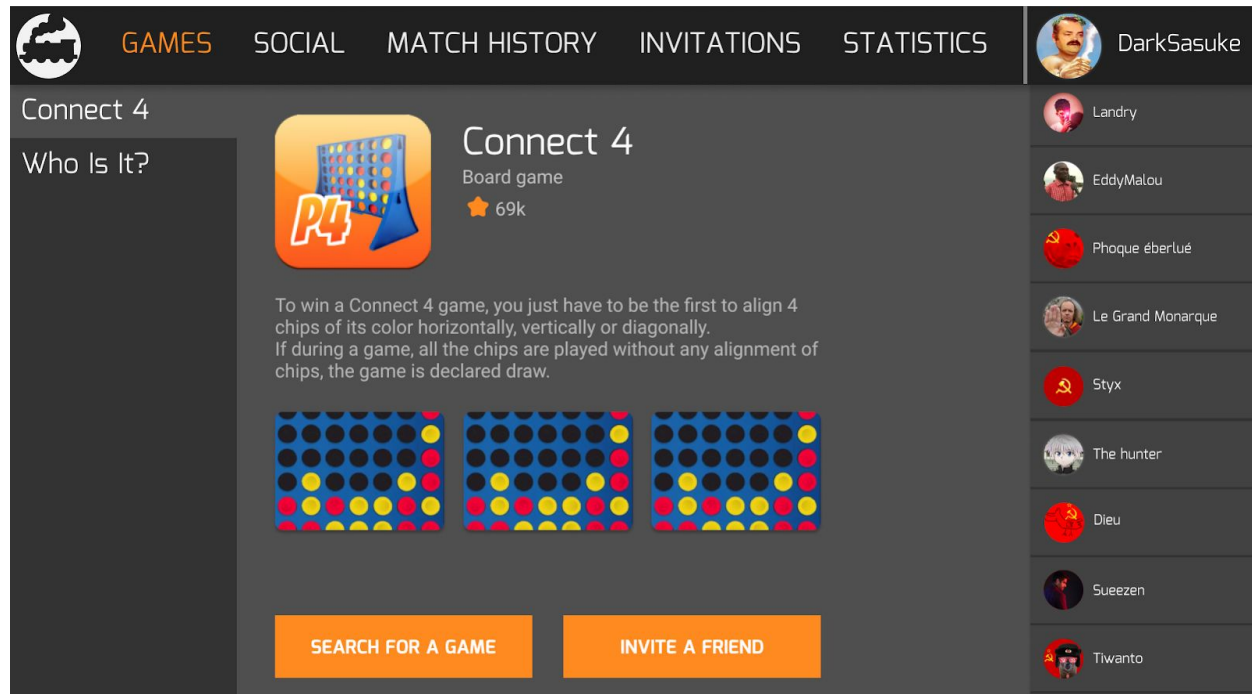 GAMES SOCIAL MATCH HISTORY INVITATIONS STATISTICS DarkSasuke
Connect 4
Who Is It?
P4
Connect 4
Board game
69k
To win a Connect 4 game, you just have to be the first to align 4
chips of its color horizontally, vertically or diagonally.
If during a game, all the chips are played without any alignment of
chips, the game is declared draw.
SEARCH FOR A GAME INVITE A FRIEND
Landry
EddyMalou
Phoque éberlué
Le Grand Monarque
Styx
The hunter
Dieu
Sueezen
Tiwanto